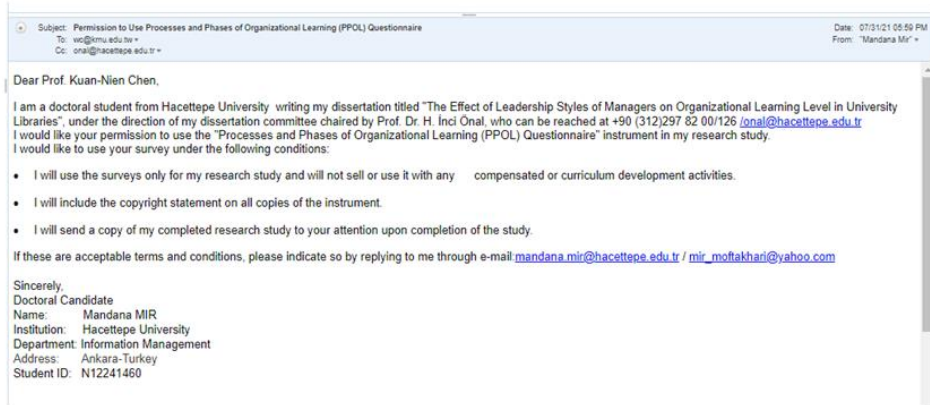 Subject: Permission to Use Processes and Phases of Organizational Learning (PPOL) Questionnaire
Date: 07/31/21 05:59 PM
To: wc@kmu.edu.tw
From: "Mandana Mir"
Cc: onal@hacettepe.edu.tr
Dear Prof. Kuan-Nien Chen,
I am a doctoral student from Hacettepe University writing my dissertation titled "The Effect of Leadership Styles of Managers on Organizational Learning Level in University
Libraries", under the direction of my dissertation committee chaired by Prof. Dr. H. İnci Önal, who can be reached at +90 (312)297 82 00/126 /onal@hacettepe.edu.tr
I would like your permission to use the "Processes and Phases of Organizational Learning (PPOL) Questionnaire" instrument in my research study.
I would like to use your survey under the following conditions:
• I will use the surveys only for my research study and will not sell or use it with any compensated or curriculum development activities.
• I will include the copyright statement on all copies of the instrument.
• I will send a copy of my completed research study to your attention upon completion of the study.
If these are acceptable terms and conditions, please indicate so by replying to me through e-mail:mandana.mir@hacettepe.edu.tr / mir_moftakhari@yahoo.com
Sincerely,
Doctoral Candidate
Name: Mandana MIR
Institution: Hacettepe University
Department: Information Management
Address: Ankara-Turkey
Student ID: N12241460